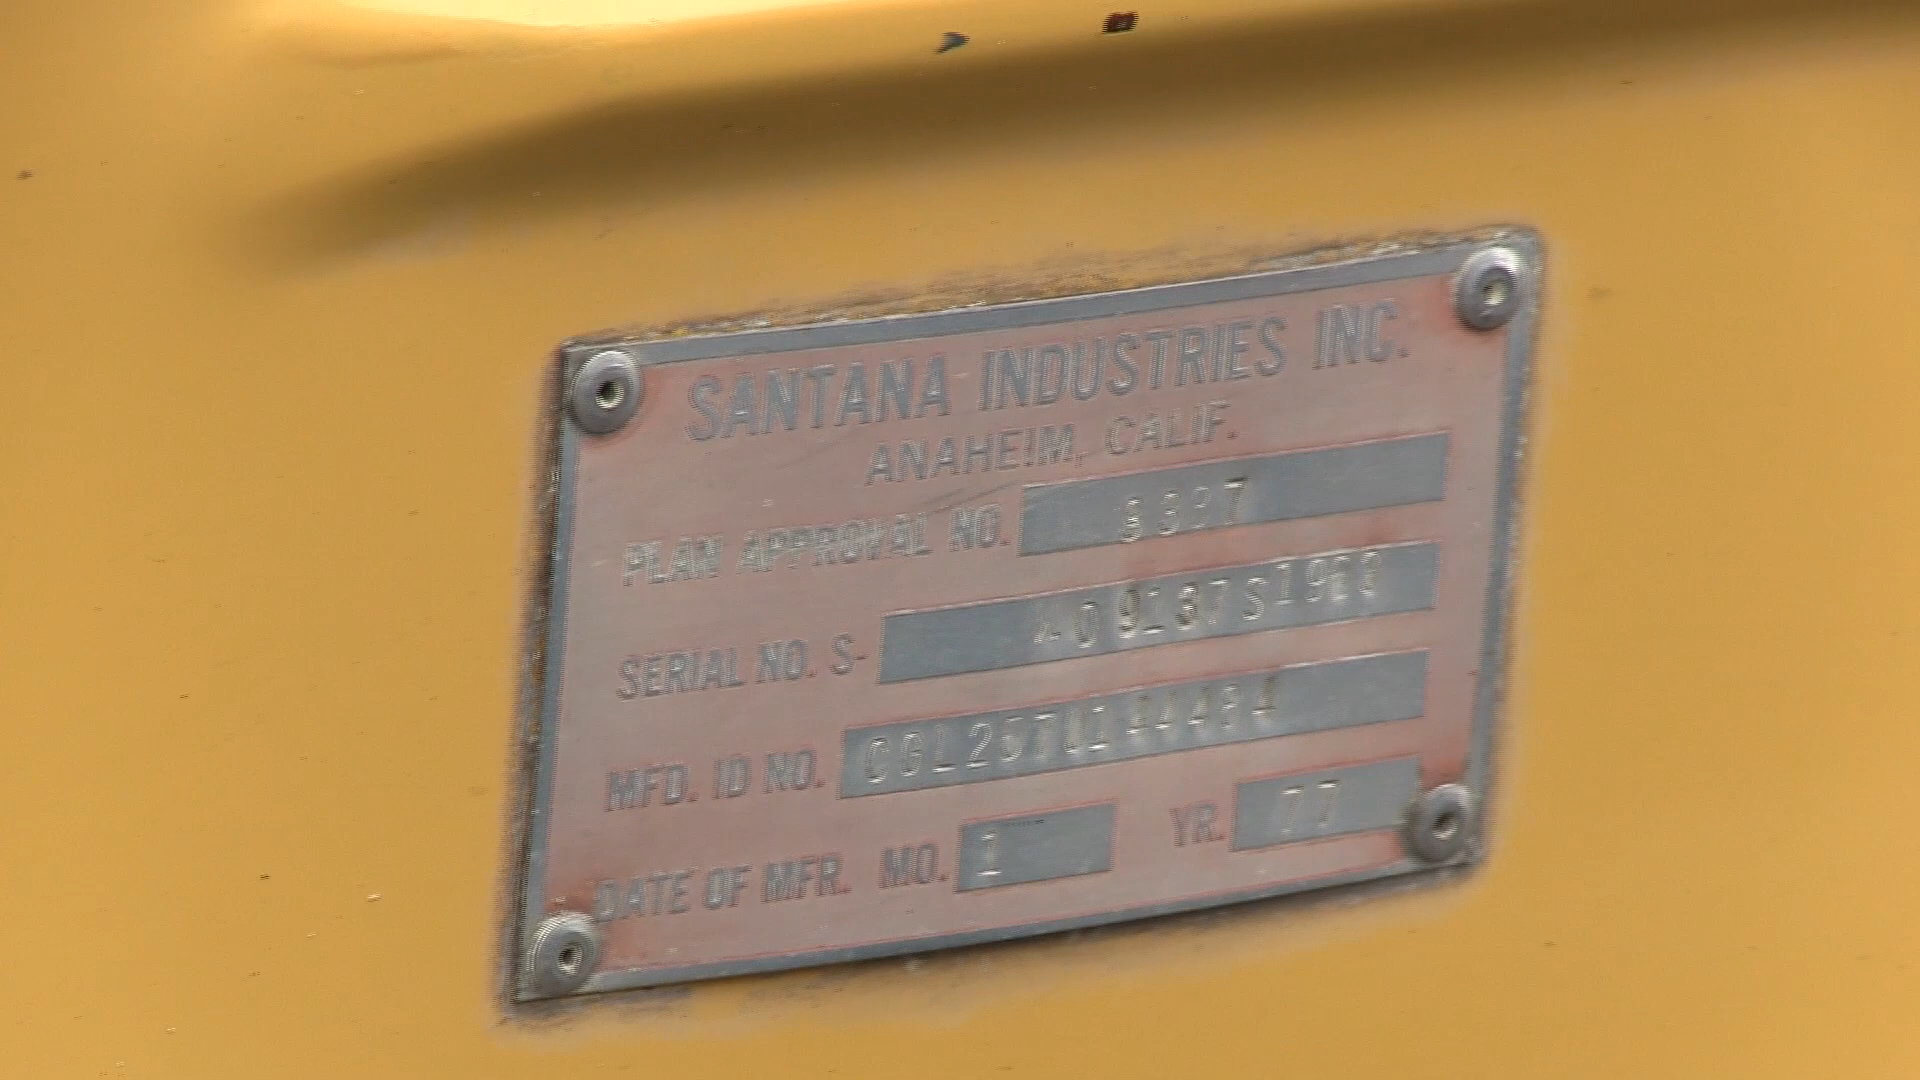 SANTANA INDUSTRIES INC.
ANAHEIM, CALIF.
PLAN APPROVAL NO.
SERIAL NO. S-
MFD. ID NO.
DATE OF MFR. MO. 1 YR. 77